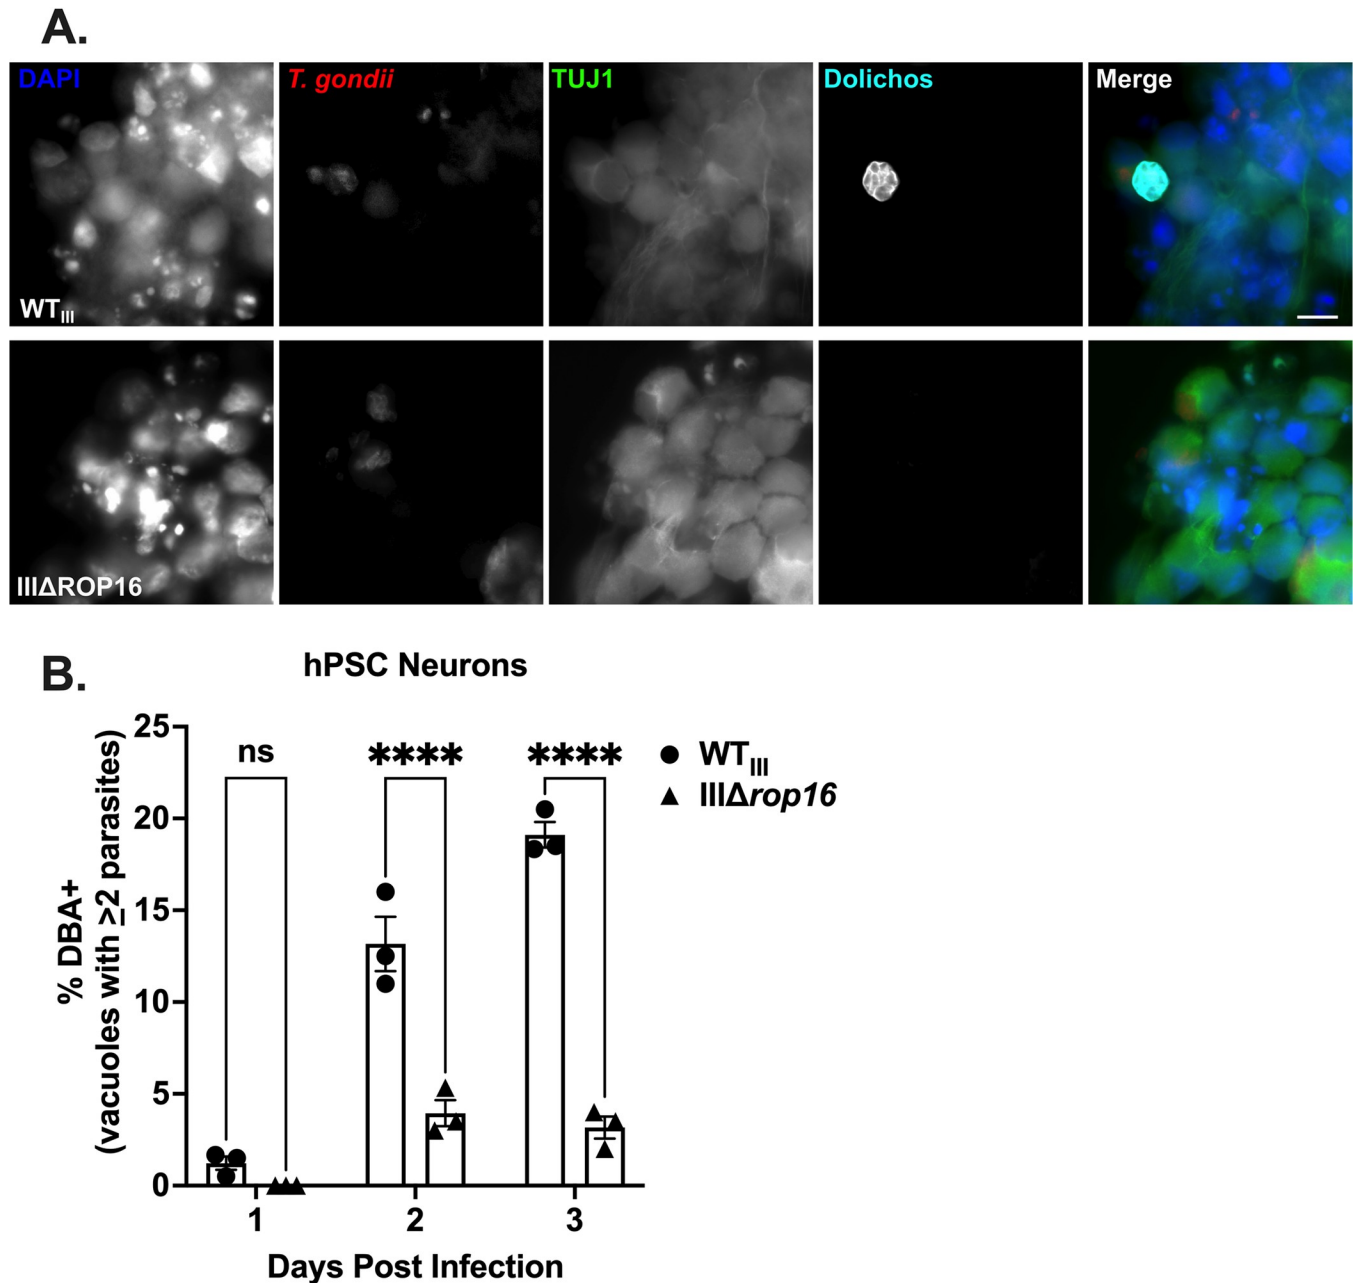 A.
DAPI
T. gondii
TUJ1
Dolichos
Merge
WTIII
IIIΔROP16
B.
hPSC Neurons
% DBA+
(vacuoles with ≥2 parasites)
25
20
15
10
5
0
ns
****
****
WTIII
IIIΔrop16
1
2
3
Days Post Infection